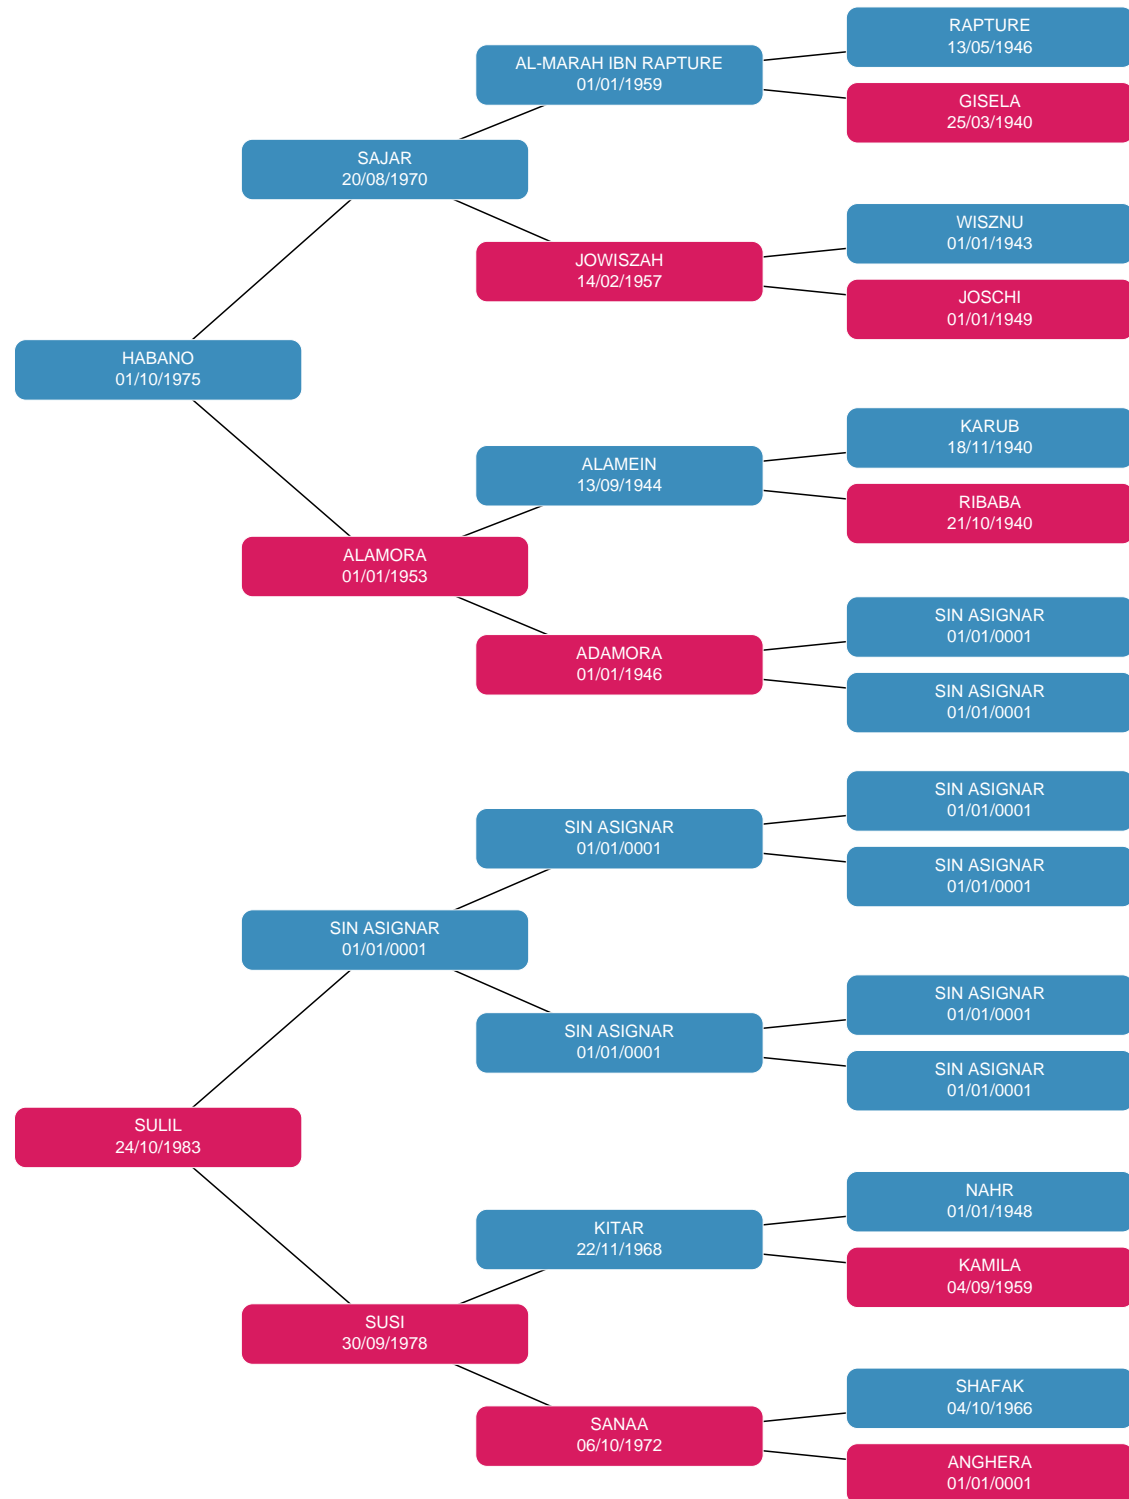 RAPTURE
13/05/1946
AL-MARAH IBN RAPTURE
01/01/1959
GISELA
25/03/1940
SAJAR
20/08/1970
WISZNU
01/01/1943
JOWISZAH
14/02/1957
JOSCHI
01/01/1949
HABANO
01/10/1975
KARUB
18/11/1940
ALAMEIN
13/09/1944
RIBABA
21/10/1940
ALAMORA
01/01/1953
SIN ASIGNAR
01/01/0001
ADAMORA
01/01/1946
SIN ASIGNAR
01/01/0001
SIN ASIGNAR
01/01/0001
SIN ASIGNAR
01/01/0001
SIN ASIGNAR
01/01/0001
SIN ASIGNAR
01/01/0001
SIN ASIGNAR
01/01/0001
SIN ASIGNAR
01/01/0001
SIN ASIGNAR
01/01/0001
SULIL
24/10/1983
NAHR
01/01/1948
KITAR
22/11/1968
KAMILA
04/09/1959
SUSI
30/09/1978
SHAFAK
04/10/1966
SANAA
06/10/1972
ANGHERA
01/01/0001